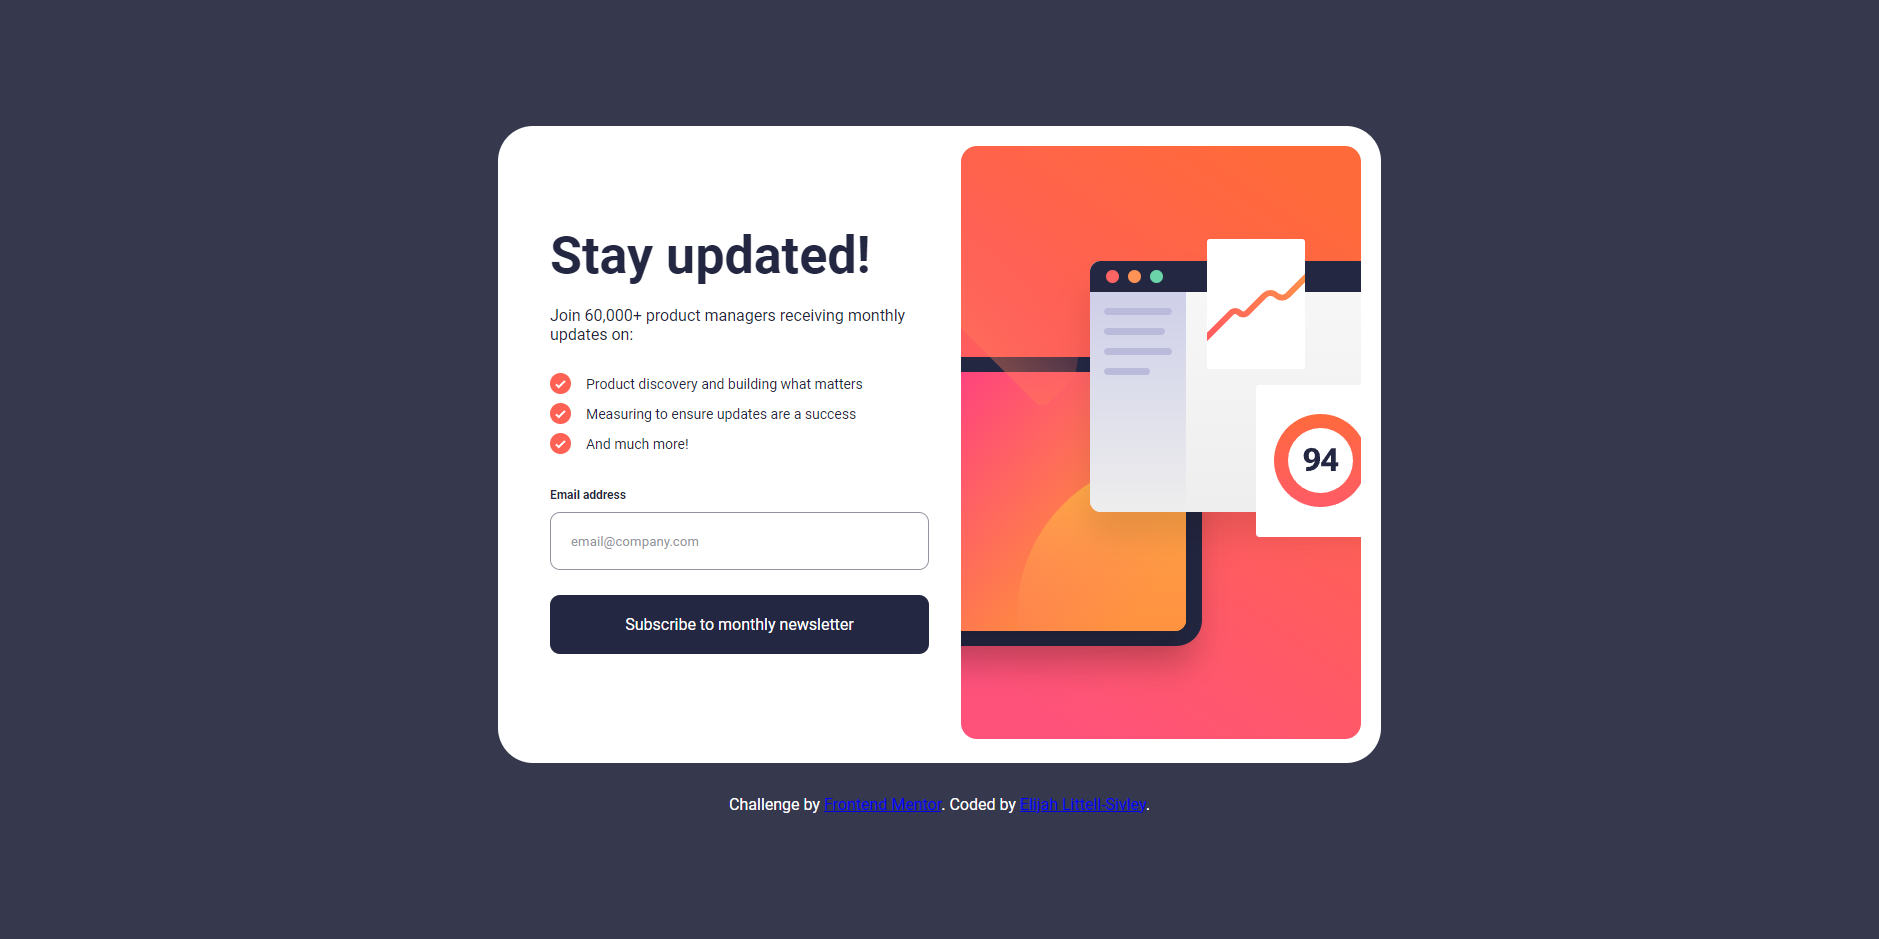 Stay updated!
Join 60,000+ product managers receiving monthly
updates on:
Product discovery and building what matters
Measuring to ensure updates are a success
And much more!
Email address
email@company.com
Subscribe to monthly newsletter
94
Challenge by Frontend Mentor. Coded by Elijah Littell-Sivley.